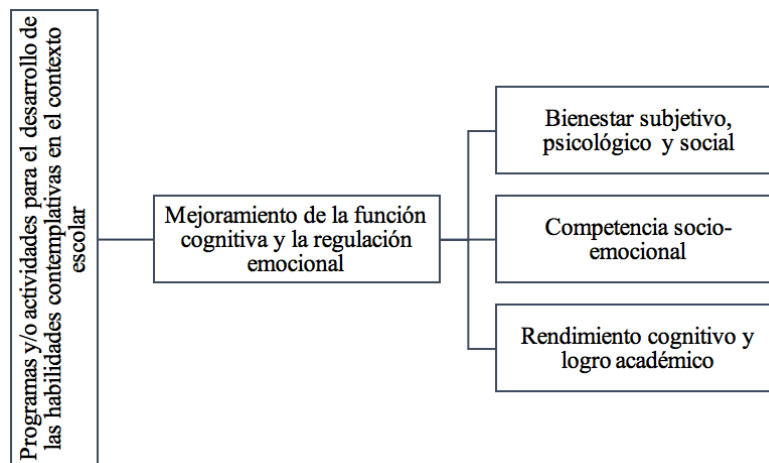 Programas y/o actividades para el desarrollo de
las habilidades contemplativas en el contexto
escolar
Mejoramiento de la función
cognitiva y la regulación
emocional
Bienestar subjetivo,
psicológico y social
Competencia socio-
emocional
Rendimiento cognitivo y
logro académico